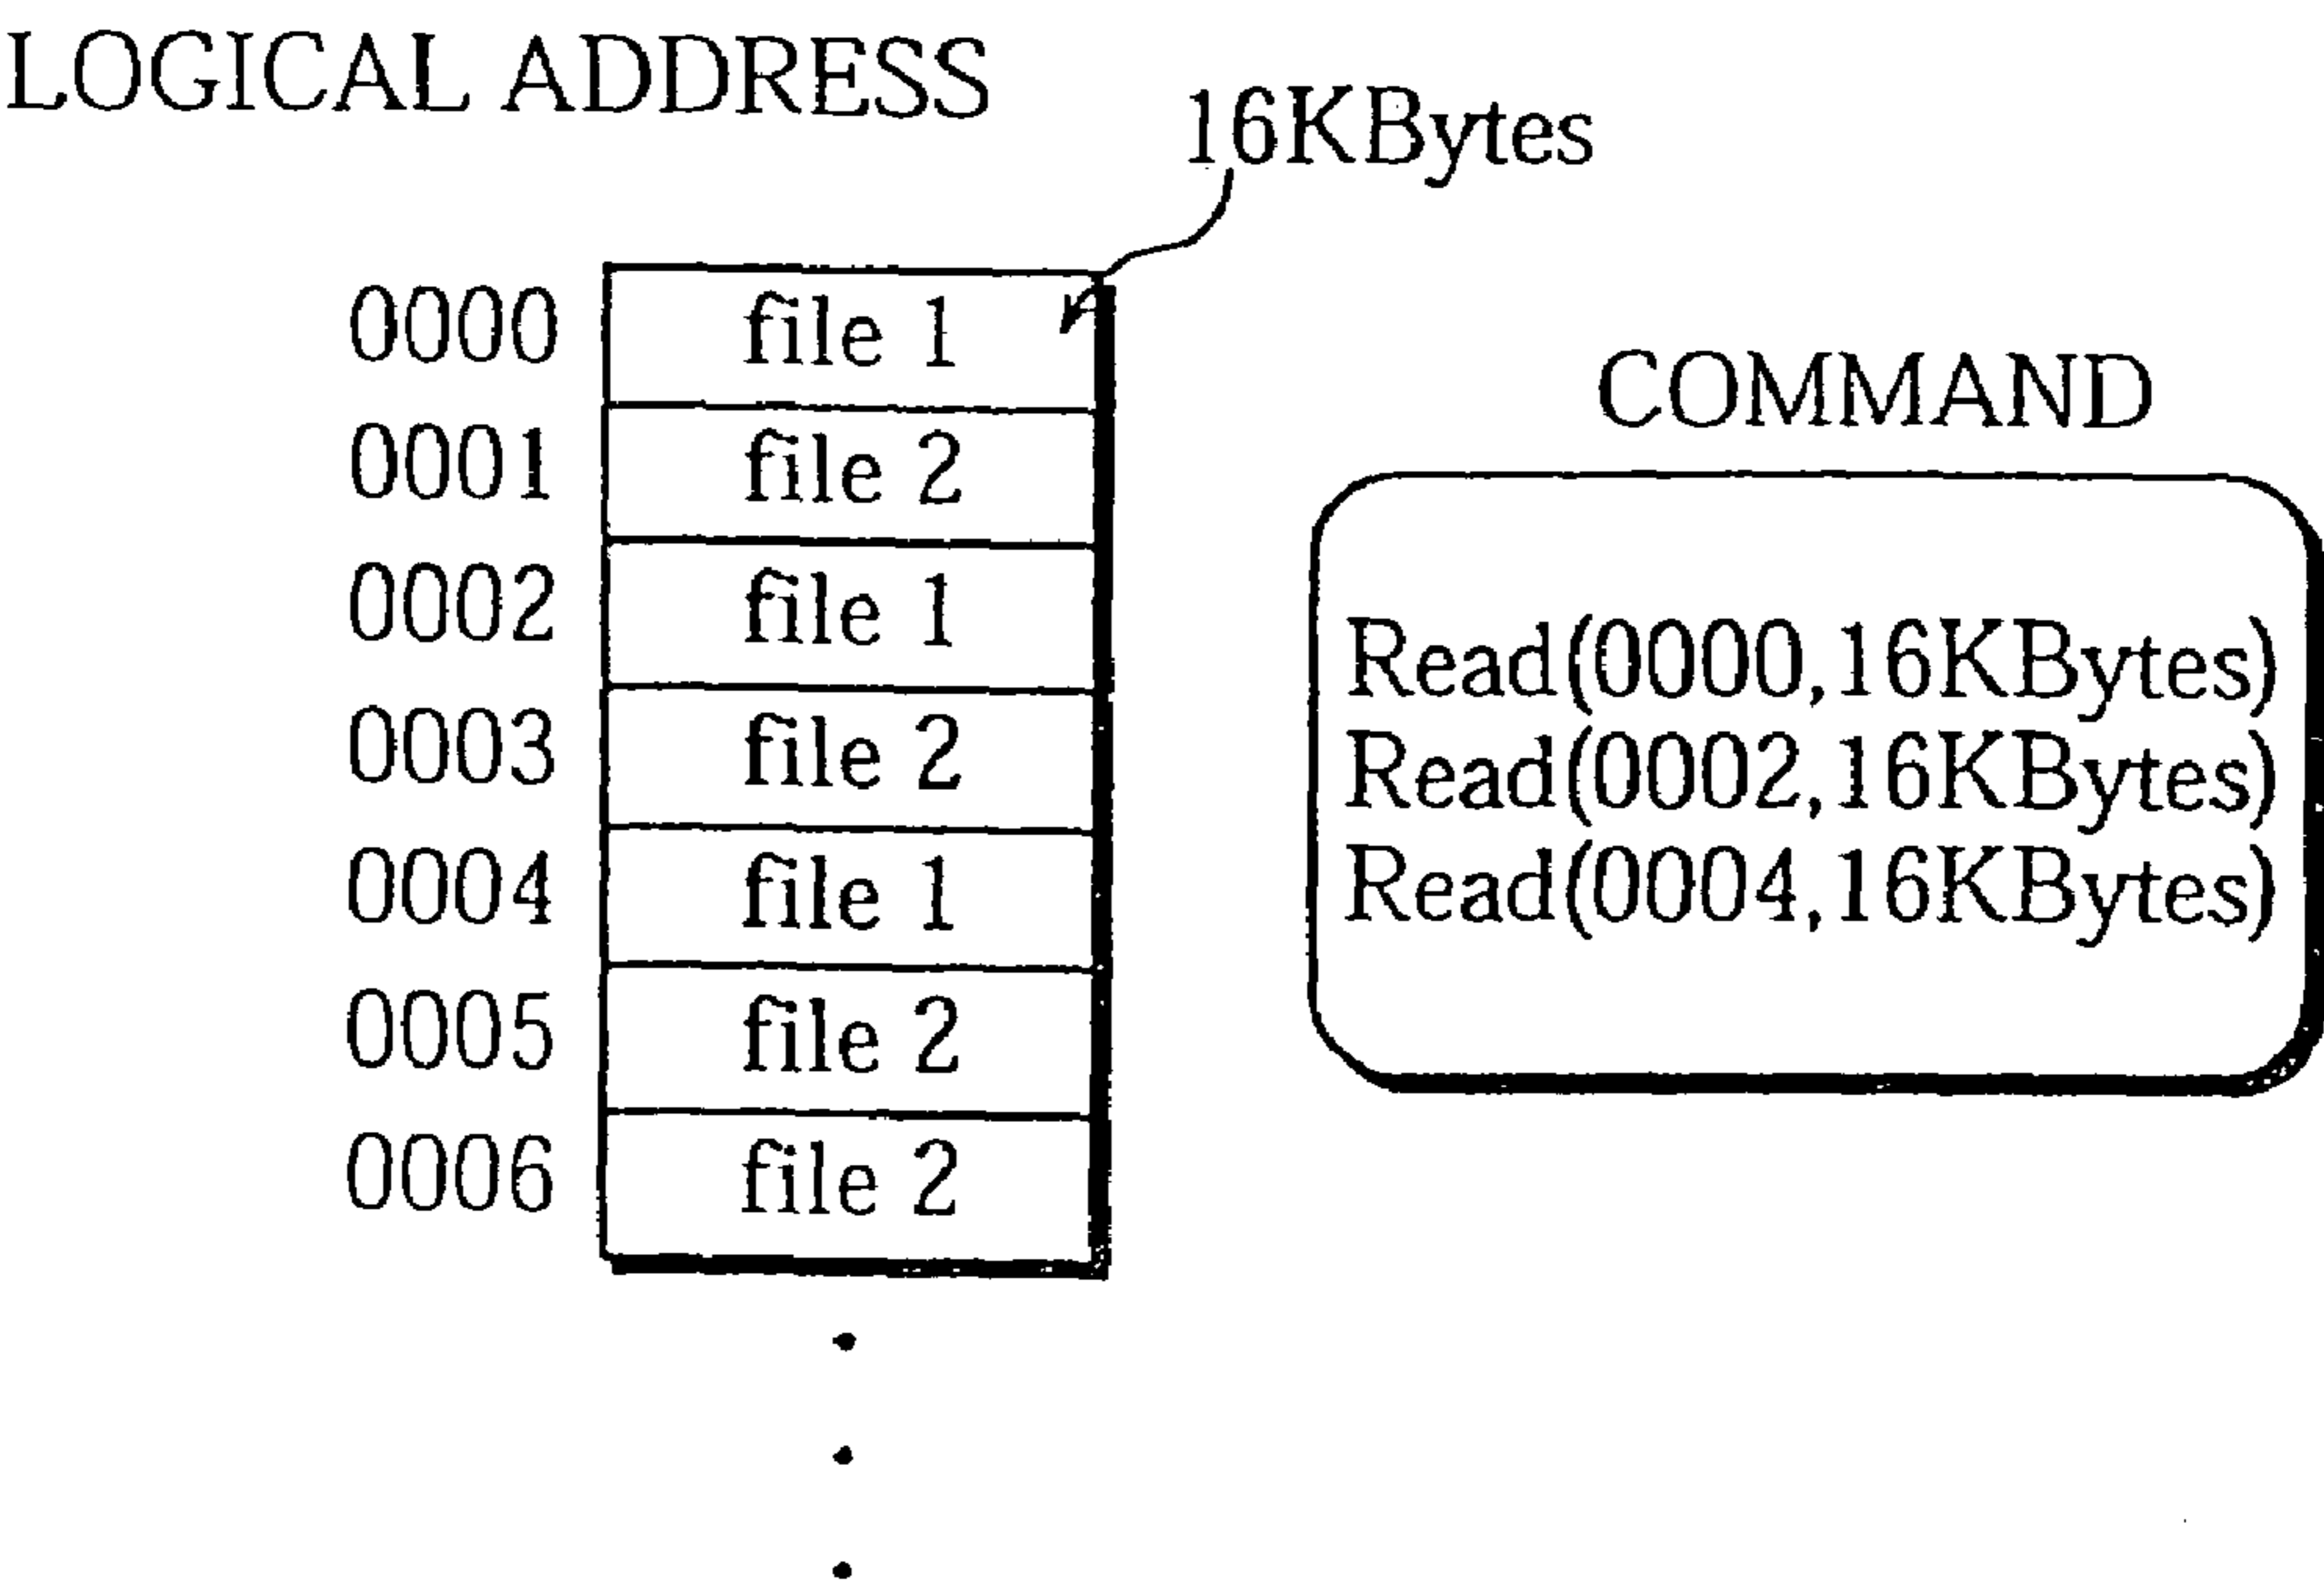 LOGICAL ADDRESS
16KBytes
0000 file 1
0001 file 2
0002 file 1
0003 file 2
0004 file 1
0005 file 2
0006 file 2
COMMAND
Read(0000,16KBytes)
Read(0002,16KBytes)
Read(0004,16KBytes)